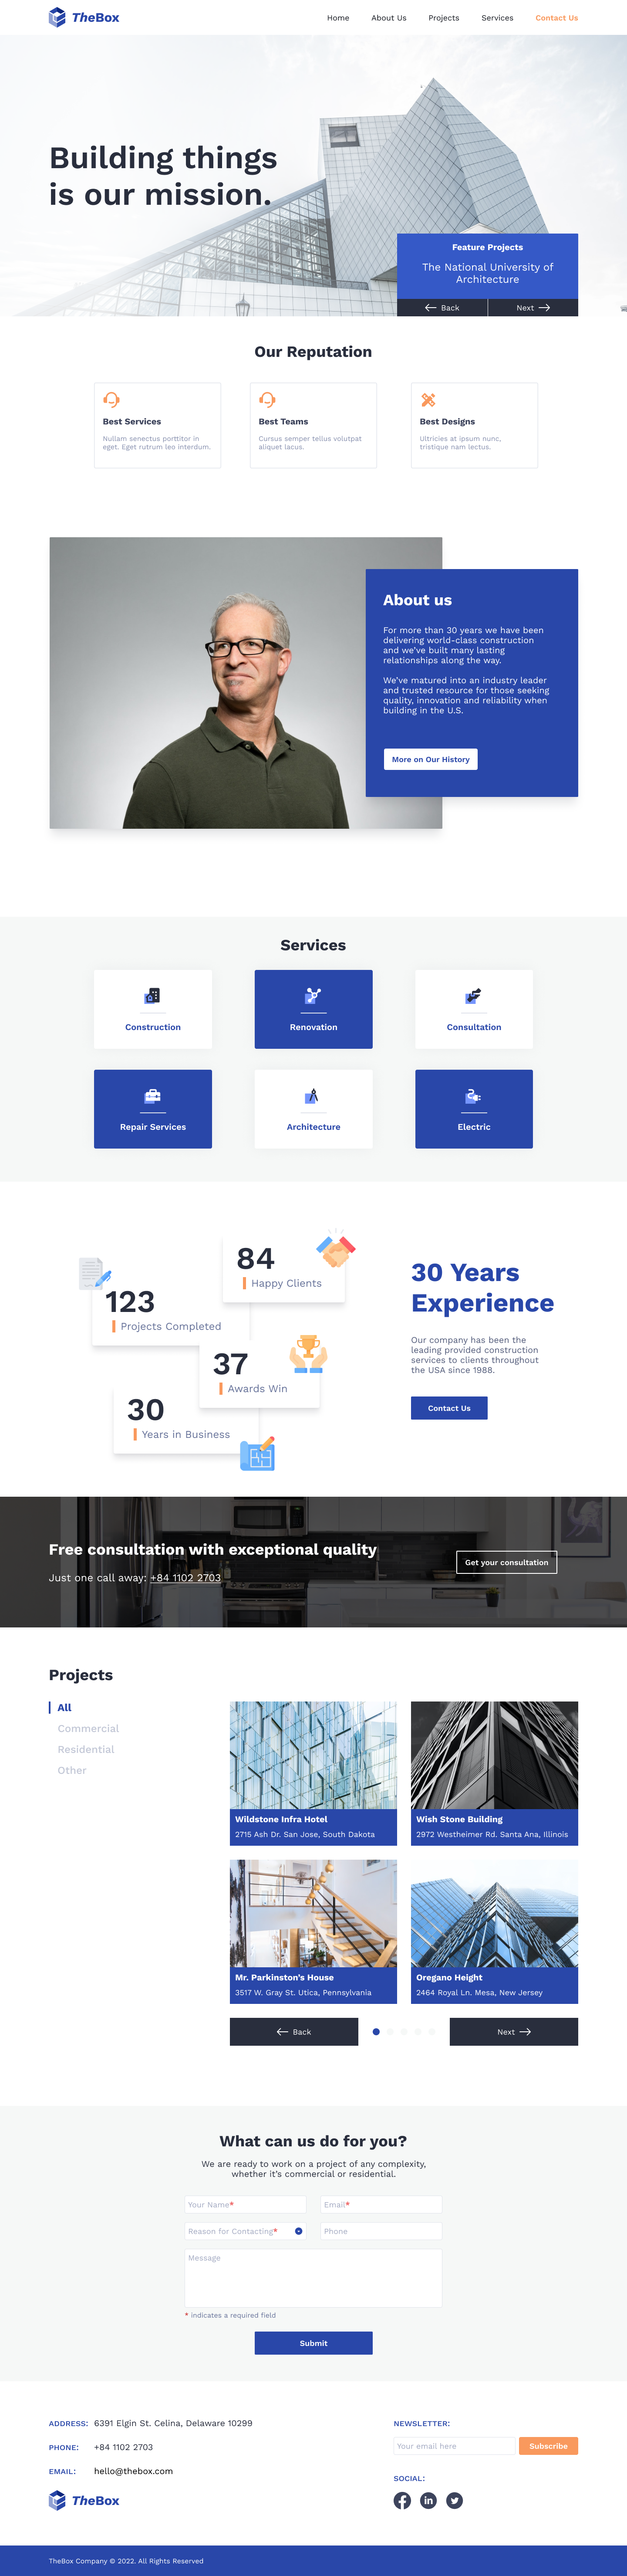 TheBox
Home
About Us
Projects
Services
Contact Us
Building things
is our mission.
Feature Projects
The National University of
Architecture
Back
Next
Our Reputation
Best Services
Nullam senectus porttitor in
eget. Eget rutrum leo interdum.
Best Teams
Cursus semper tellus volutpat
aliquet lacus.
Best Designs
Ultricies at ipsum nunc,
tristique nam lectus.
About us
For more than 30 years we have been
delivering world-class construction
and we’ve built many lasting
relationships along the way.
We’ve matured into an industry leader
and trusted resource for those seeking
quality, innovation and reliability when
building in the U.S.
More on Our History
Services
Construction
Renovation
Consultation
Repair Services
Architecture
Electric
84
Happy Clients
123
Projects Completed
37
Awards Win
30
Years in Business
30 Years
Experience
Our company has been the
leading provided construction
services to clients throughout
the USA since 1988.
Contact Us
Free consultation with exceptional quality
Just one call away: +84 1102 2703
Get your consultation
Projects
All
Commercial
Residential
Other
Wildstone Infra Hotel
2715 Ash Dr. San Jose, South Dakota
Wish Stone Building
2972 Westheimer Rd. Santa Ana, Illinois
Mr. Parkinston’s House
3517 W. Gray St. Utica, Pennsylvania
Oregano Height
2464 Royal Ln. Mesa, New Jersey
Back
Next
What can us do for you?
We are ready to work on a project of any complexity,
whether it’s commercial or residential.
Your Name*
Email*
Reason for Contacting*
Phone
Message
* indicates a required field
Submit
ADDRESS: 6391 Elgin St. Celina, Delaware 10299
PHONE: +84 1102 2703
EMAIL: hello@thebox.com
TheBox
NEWSLETTER:
Your email here
Subscribe
SOCIAL:
TheBox Company © 2022. All Rights Reserved